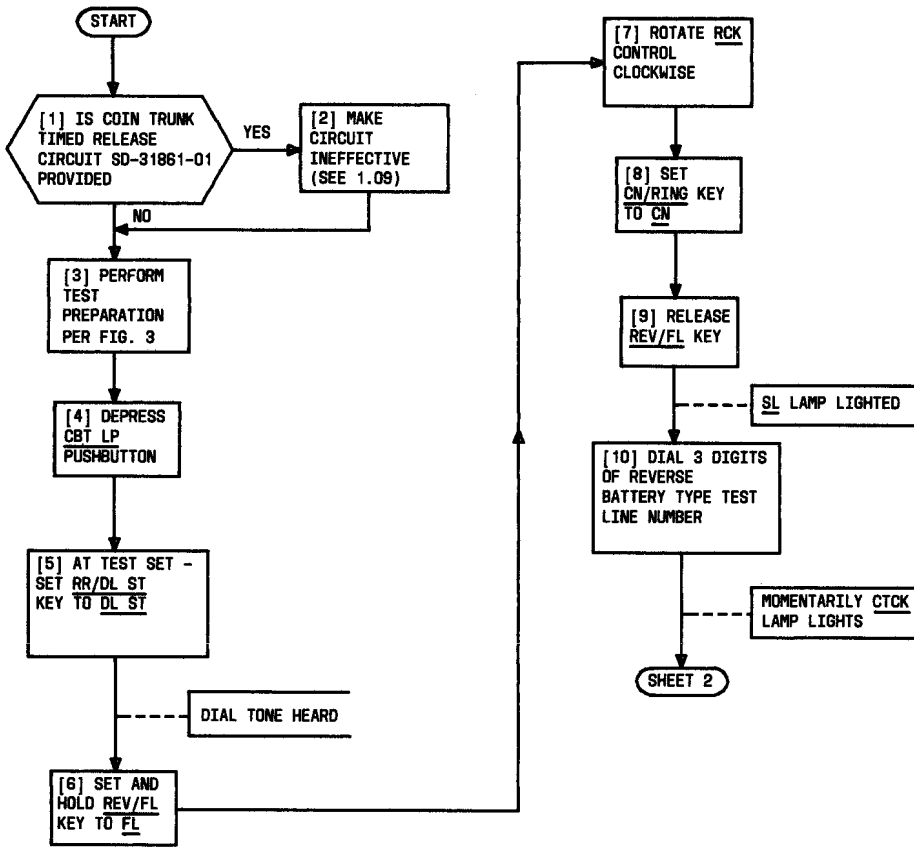 START
[1] IS COIN TRUNK
TIMED RELEASE
CIRCUIT SD-31861-01
PROVIDED
YES
[2] MAKE
CIRCUIT
INEFFECTIVE
(SEE 1.09)
NO
[3] PERFORM
TEST
PREPARATION
PER FIG. 3
[4] DEPRESS
CBT LP
PUSHBUTTON
[5] AT TEST SET -
SET RR/DL ST
KEY TO DL ST
DIAL TONE HEARD
[6] SET AND
HOLD REV/FL
KEY TO FL
[7] ROTATE RCK
CONTROL
CLOCKWISE
[8] SET
CN/RING KEY
TO CN
[9] RELEASE
REV/FL KEY
SL LAMP LIGHTED
[10] DIAL 3 DIGITS
OF REVERSE
BATTERY TYPE TEST
LINE NUMBER
MOMENTARILY CTCK
LAMP LIGHTS
SHEET 2